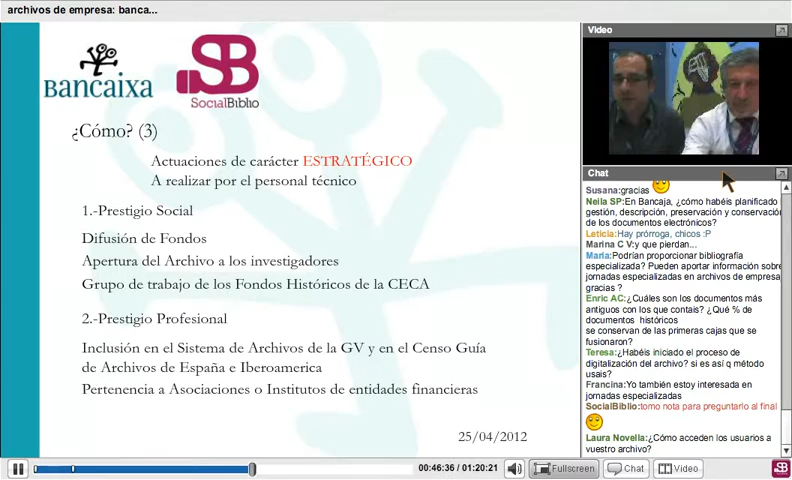 archivos de empresa: banca...
BANCAIXA
SB
SocialBiblio
¿Cómo? (3)
Actuaciones de carácter ESTRATÉGICO
A realizar por el personal técnico
1.-Prestigio Social
Difusión de Fondos
Apertura del Archivo a los investigadores
Grupo de trabajo de los Fondos Históricos de la CECA
2.-Prestigio Profesional
Inclusión en el Sistema de Archivos de la GV y en el Censo Guía
de Archivos de España e Iberoamerica
Pertenencia a Asociaciones o Institutos de entidades financieras
25/04/2012
Video
Chat
Susana:gracias
Neila SP:En Bancaja, ¿cómo habéis planificado
gestión, descripción, preservación y conservación
de los documentos electrónicos?
Leticia:Hay prórroga, chicos :P
Marina C V:y que pierdan...
Marla:Podrían proporcionar bibliografía
especializada? Pueden aportar información sobre
jornadas especializadas en archivos de empresa
gracias ?
Enric AC:¿Cuáles son los documentos más
antiguos con los que contais? ¿Qué % de
documentos históricos
se conservan de las primeras cajas que se
fusionaron?
Teresa:¿Habéis iniciado el proceso de
digitalización del archivo? si es así q método
usais?
Francina:Yo también estoy interesada en
jornadas especializadas
SocialBiblio:tomo nota para preguntarlo al final
Laura Novella:¿Cómo acceden los usuarios a
vuestro archivo?
00:46:36 / 01:20:21
Fullscreen
Chat
Video
SB